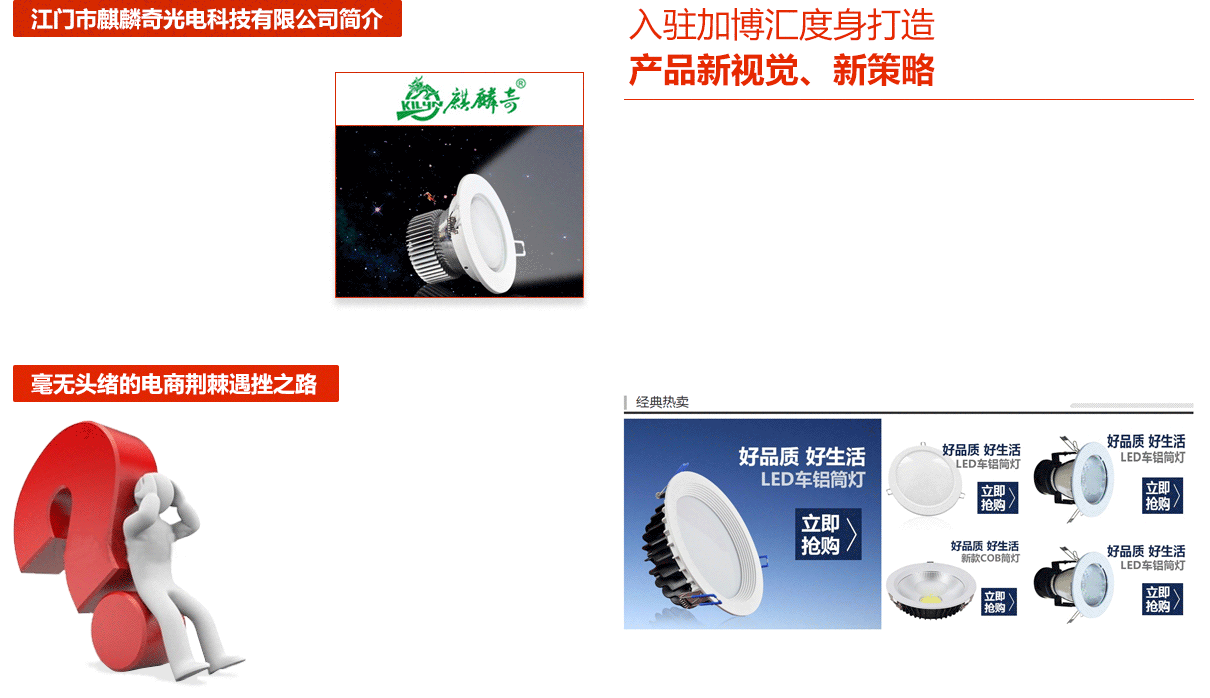 江门市麒麟奇光电科技有限公司简介
KILYN
麒麟奇®
毫无头绪的电商荆棘遇挫之路
入驻加博汇度身打造
产品新视觉、新策略
经典热卖
好品质 好生活
LED车铝筒灯
立即
抢购
好品质 好生活
LED车铝筒灯
立即
抢购
好品质 好生活
LED车铝筒灯
立即
抢购
好品质 好生活
新款COB筒灯
立即
抢购
好品质 好生活
LED车铝筒灯
立即
抢购